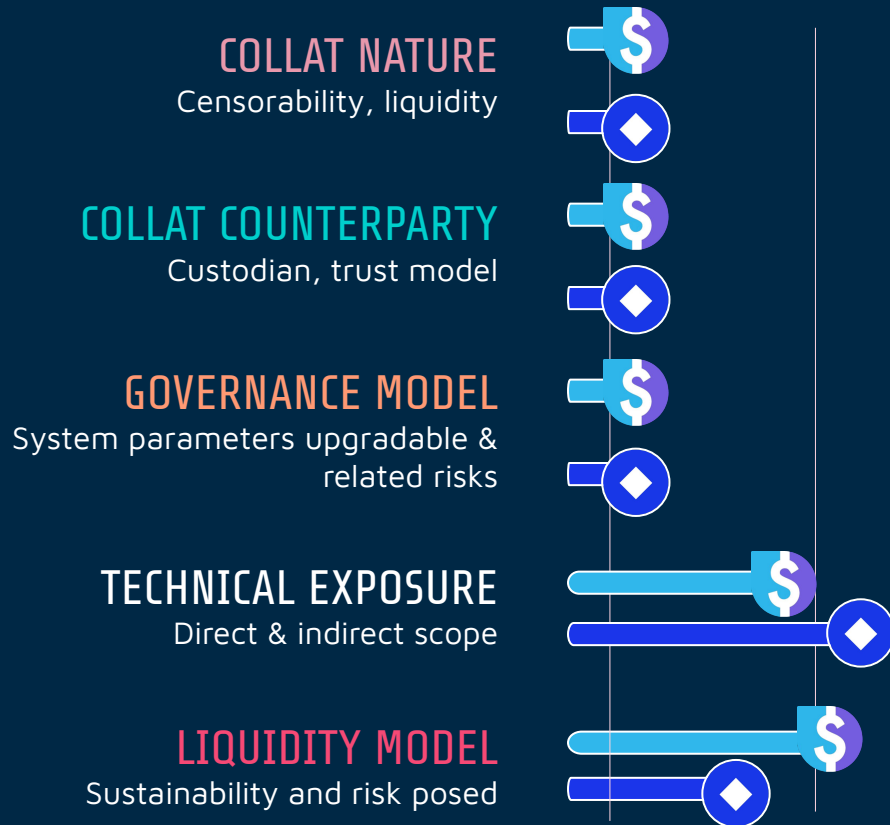 COLLAT NATURE
Censorability, liquidity
COLLAT COUNTERPARTY
Custodian, trust model
GOVERNANCE MODEL
System parameters upgradable &
related risks
TECHNICAL EXPOSURE
Direct & indirect scope
LIQUIDITY MODEL
Sustainability and risk posed
$
$
$
$
$